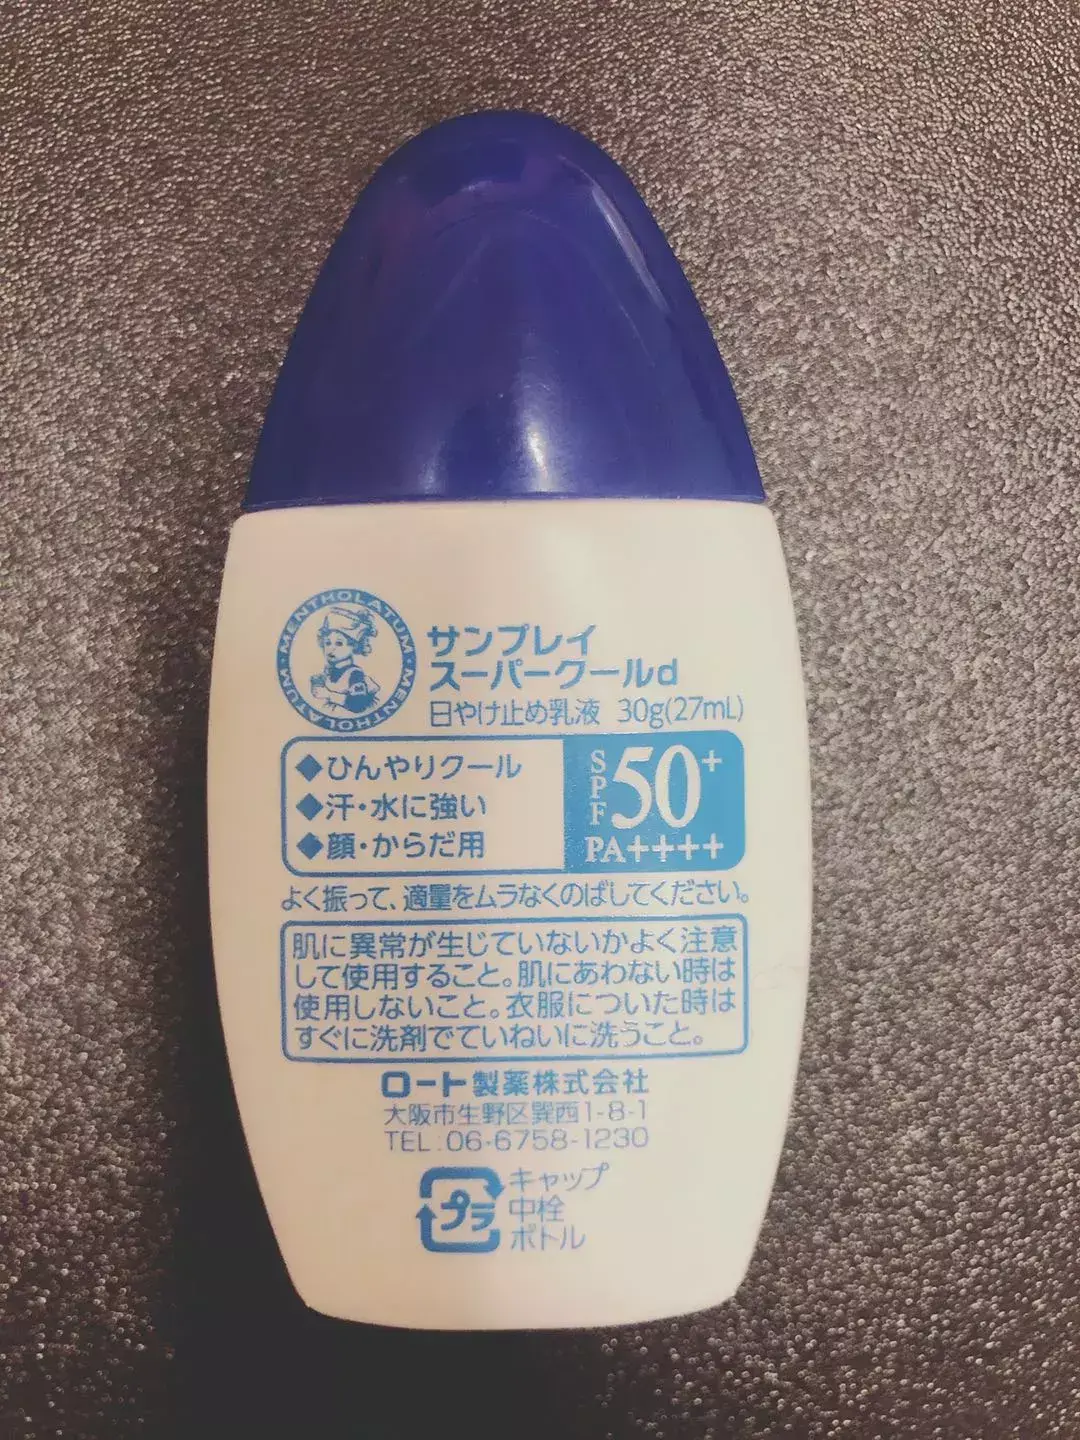 MENTHOLATUM・MENTHOLATUM・
サンプレイ
スーパークールd
日やけ止め乳液 30g(27mL)
◆ひんやりクール
◆汗・水に強い
◆顔・からだ用
SPF 50+
PA++++
よく振って、適量をムラなくのばしてください。
肌に異常が生じていないかよく注意
して使用すること。肌にあわない時は
使用しないこと。衣服についた時は
すぐに洗剤でていねいに洗うこと。
ロート製薬株式会社
大阪市生野区巽西1-8-1
TEL:06-6758-1230
プラ
キャップ
中栓
ボトル